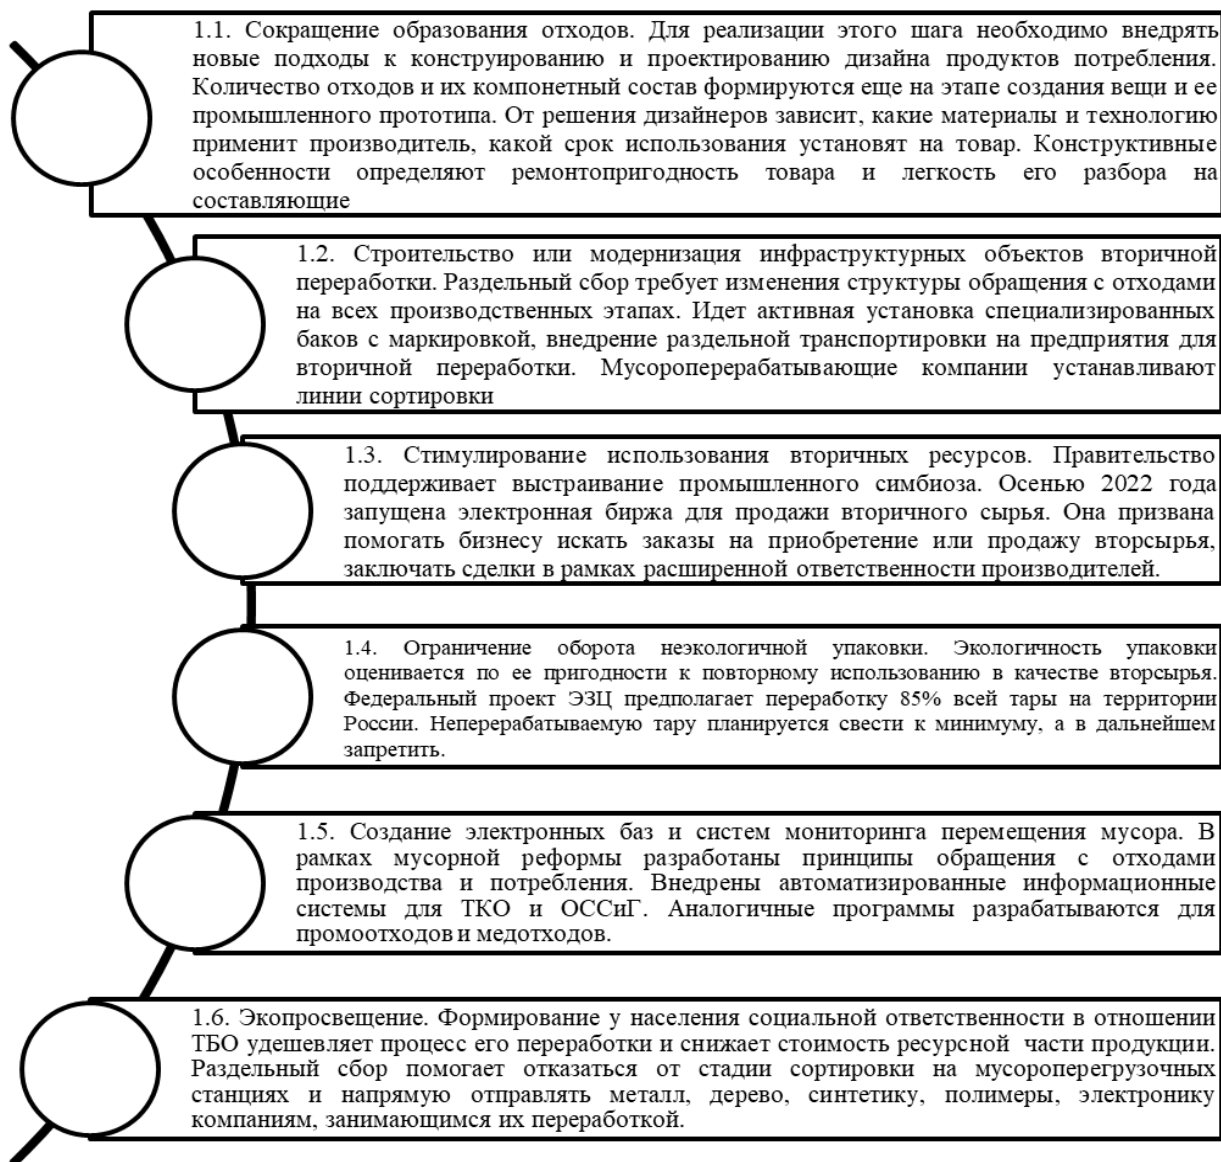 1.1. Сокращение образования отходов. Для реализации этого шага необходимо внедрять
новые подходы к конструированию и проектированию дизайна продуктов потребления.
Количество отходов и их компонетный состав формируются еще на этапе создания вещи и ее
промышленного прототипа. От решения дизайнеров зависит, какие материалы и технологию
применит производитель, какой срок использования установят на товар. Конструктивные
особенности определяют ремонтопригодность товара и легкость его разбора на
составляющие
1.2. Строительство или модернизация инфраструктурных объектов вторичной
переработки. Раздельный сбор требует изменения структуры обращения с отходами
на всех производственных этапах. Идет активная установка специализированных
баков с маркировкой, внедрение раздельной транспортировки на предприятия для
вторичной переработки. Мусороперерабатывающие компании устанавливают
линии сортировки
1.3. Стимулирование использования вторичных ресурсов. Правительство
поддерживает выстраивание промышленного симбиоза. Осенью 2022 года
запущена электронная биржа для продажи вторичного сырья. Она призвана
помогать бизнесу искать заказы на приобретение или продажу вторсырья,
заключать сделки в рамках расширенной ответственности производителей.
1.4. Ограничение оборота неэкологичной упаковки. Экологичность упаковки
оценивается по ее пригодности к повторному использованию в качестве вторсырья.
Федеральный проект ЭЗЦ предполагает переработку 85% всей тары на территории
России. Неперерабатываемую тару планируется свести к минимуму, а в дальнейшем
запретить.
1.5. Создание электронных баз и систем мониторинга перемещения мусора. В
рамках мусорной реформы разработаны принципы обращения с отходами
производства и потребления. Внедрены автоматизированные информационные
системы для ТКО и ОССиГ. Аналогичные программы разрабатываются для
промоотходов и медотходов.
1.6. Экопросвещение. Формирование у населения социальной ответственности в отношении
ТБО удешевляет процесс его переработки и снижает стоимость ресурсной части продукции.
Раздельный сбор помогает отказаться от стадии сортировки на мусороперегрузочных
станциях и напрямую отправлять металл, дерево, синтетику, полимеры, электронику
компаниям, занимающимся их переработкой.